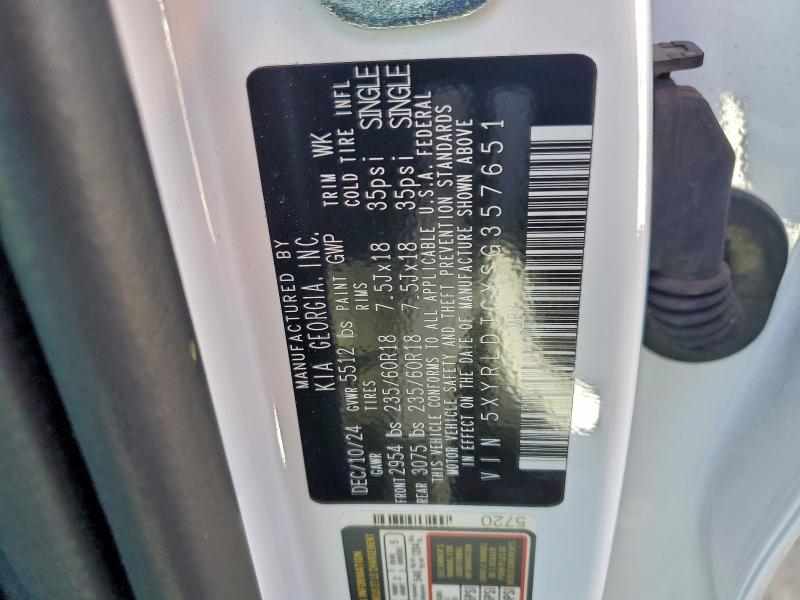 MANUFACTURED BY
KIA GEORGIA, INC.
DEC/10/24 GVWR 5512 lbs PAINT GWP TRIM WK
GAWR TIRES RIMS COLD TIRE INFL
FRONT 2954 lbs 235/60R18 7.5Jx18 35psi SINGLE
REAR 3075 lbs 235/60R18 7.5Jx18 35psi SINGLE
THIS VEHICLE CONFORMS TO ALL APPLICABLE U.S.A. FEDERAL
MOTOR VEHICLE SAFETY AND THEFT PREVENTION STANDARDS
IN EFFECT ON THE DATE OF MANUFACTURE SHOWN ABOVE
VIN 5XYRLDJCXSG357651
MPV
5720